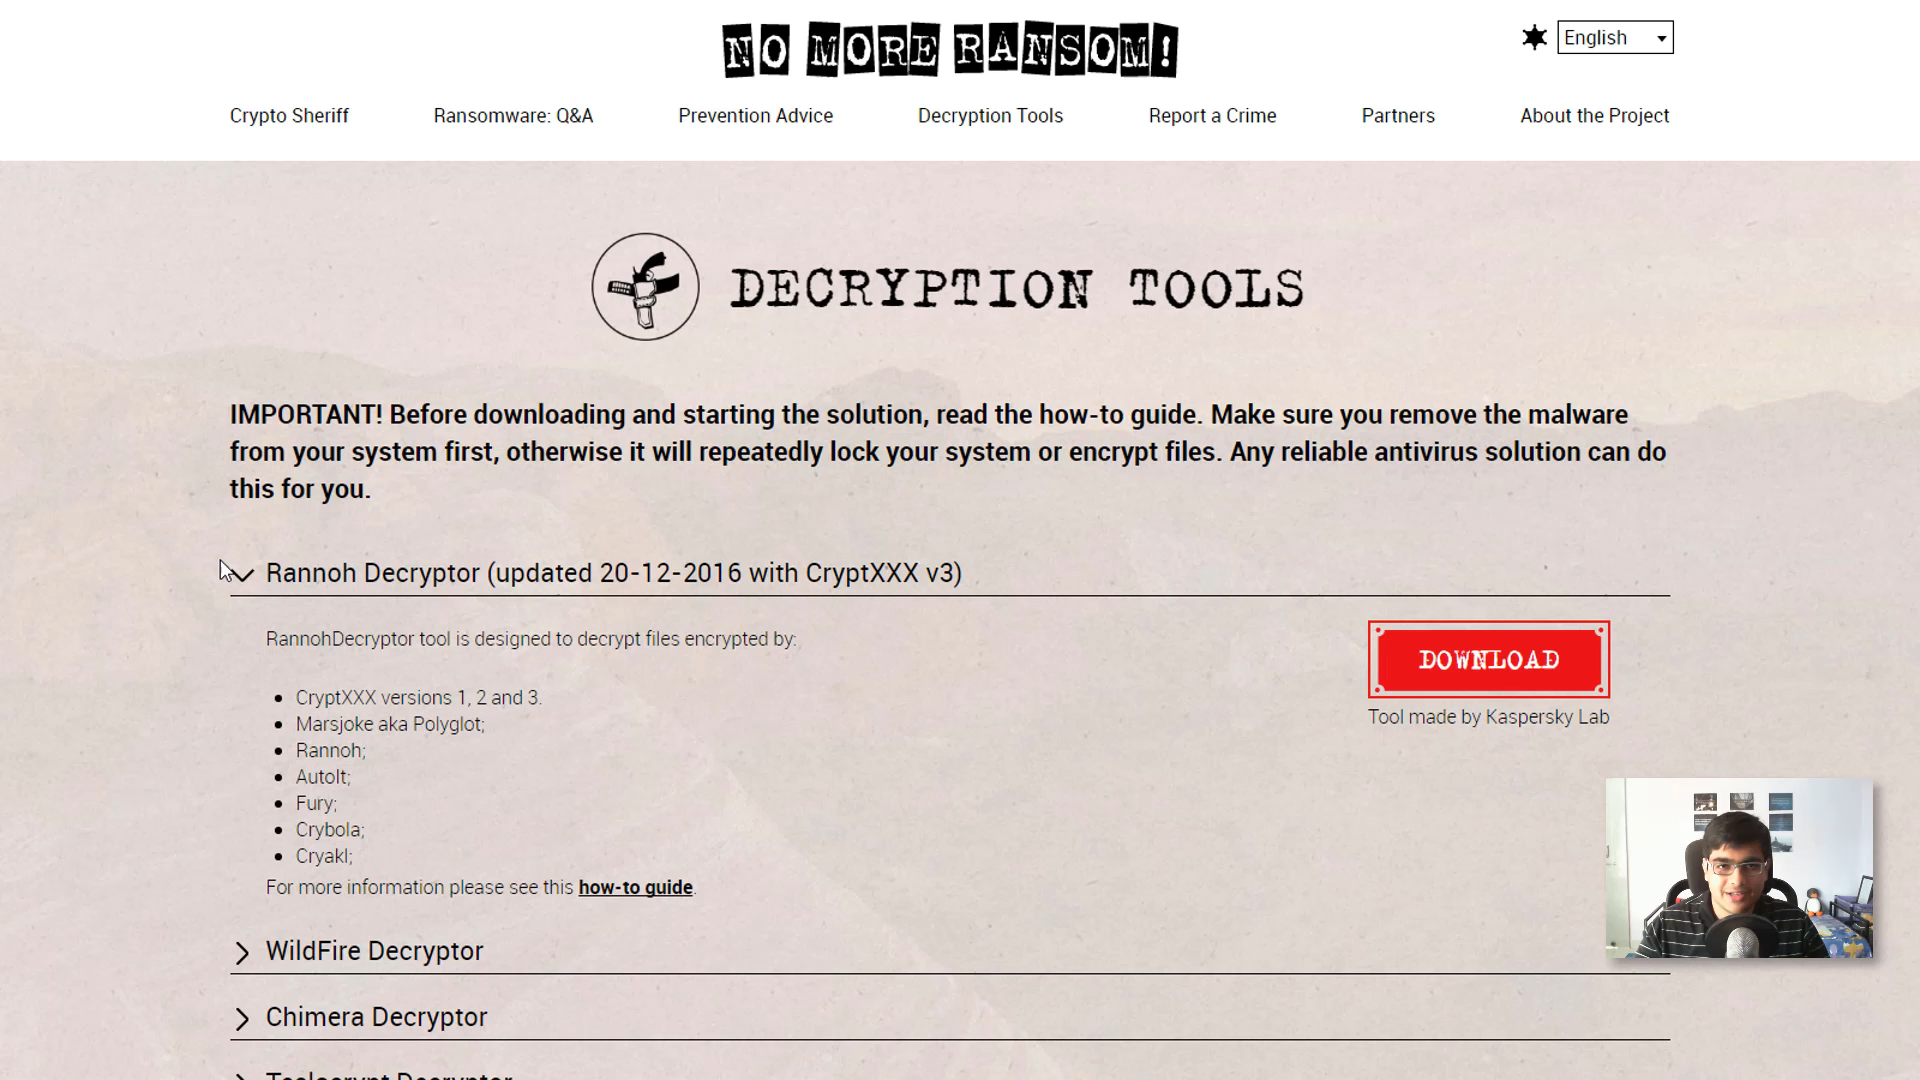 NO MORE RANSOM!
English
Crypto Sheriff Ransomware: Q&A Prevention Advice Decryption Tools Report a Crime Partners About the Project
DECRYPTION TOOLS
IMPORTANT! Before downloading and starting the solution, read the how-to guide. Make sure you remove the malware
from your system first, otherwise it will repeatedly lock your system or encrypt files. Any reliable antivirus solution can do
this for you.
Rannoh Decryptor (updated 20-12-2016 with CryptXXX v3)
RannohDecryptor tool is designed to decrypt files encrypted by:
DOWNLOAD
Tool made by Kaspersky Lab
CryptXXX versions 1, 2 and 3.
Marsjoke aka Polyglot;
Rannoh;
AutoIt;
Fury;
Crybola;
Cryakl;
For more information please see this how-to guide.
WildFire Decryptor
Chimera Decryptor
Teslacrypt Decryptor